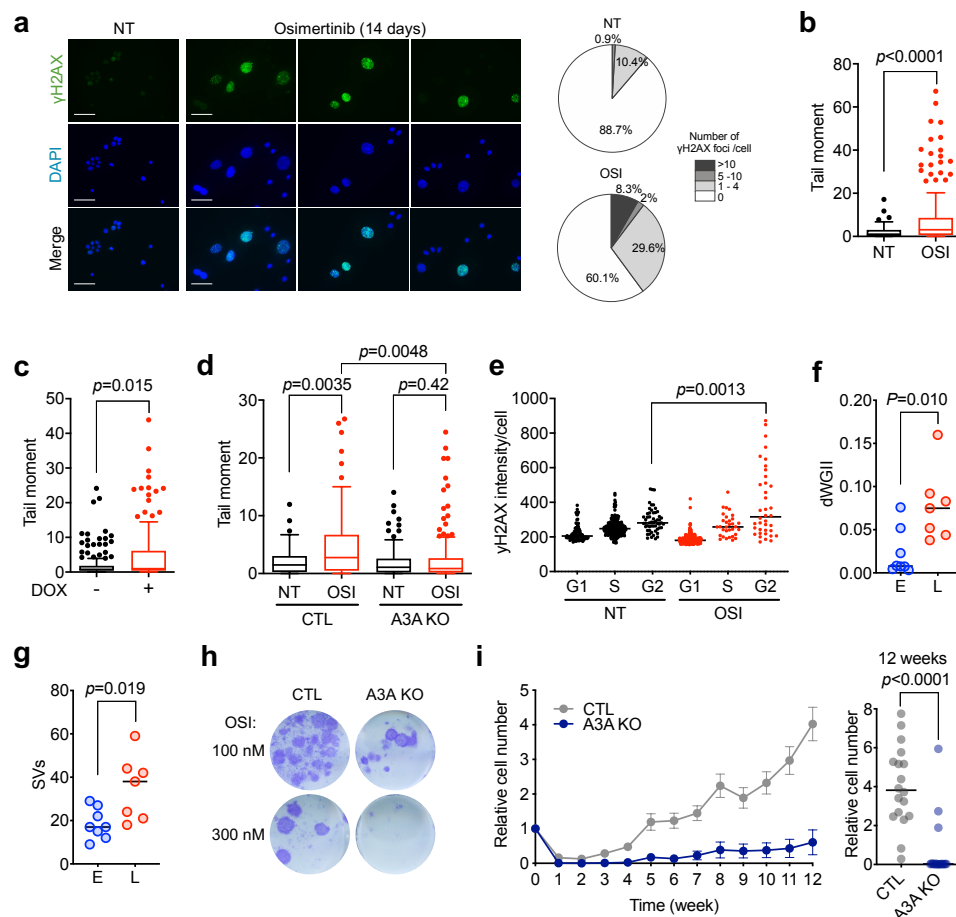 a
NT
Osimertinib (14 days)
γH2AX
DAPI
Merge
NT
0.9%
10.4%
88.7%
Number of
γH2AX foci /cell
>10
5 -10
1 - 4
0
OSI
8.3%
2%
29.6%
60.1%
b
p<0.0001
Tail moment
80
60
40
20
0
NT
OSI
c
p=0.015
Tail moment
50
40
30
20
10
0
DOX
-
+
d
p=0.0048
p=0.0035
p=0.42
Tail moment
30
20
10
0
NT
OSI
NT
OSI
CTL
A3A KO
e
p=0.0013
γH2AX intensity/cell
1000
800
600
400
200
0
G1
S
G2
G1
S
G2
NT
OSI
f
P=0.010
dWGII
0.20
0.15
0.10
0.05
0.00
E
L
g
p=0.019
SVs
80
60
40
20
0
E
L
h
CTL
A3A KO
OSI:
100 nM
300 nM
i
CTL
A3A KO
Relative cell number
5
4
3
2
1
0
0 1 2 3 4 5 6 7 8 9 10 11 12
Time (week)
12 weeks
p<0.0001
Relative cell number
8
6
4
2
0
CTL
A3A KO